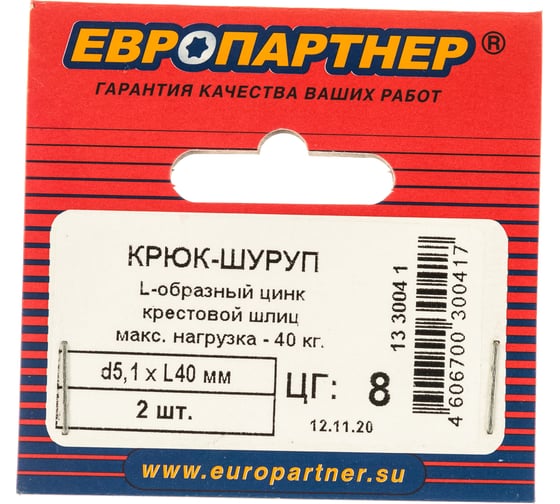 ЕВРОПАРТНЕР®
ГАРАНТИЯ КАЧЕСТВА ВАШИХ РАБОТ
КРЮК-ШУРУП
L-образный цинк
крестовой шлиц
макс. нагрузка - 40 кг.
d5,1 x L40 мм
2 шт.
ЦГ: 8
12.11.20
13 3004 1
4 606700 300417
www.europartner.su